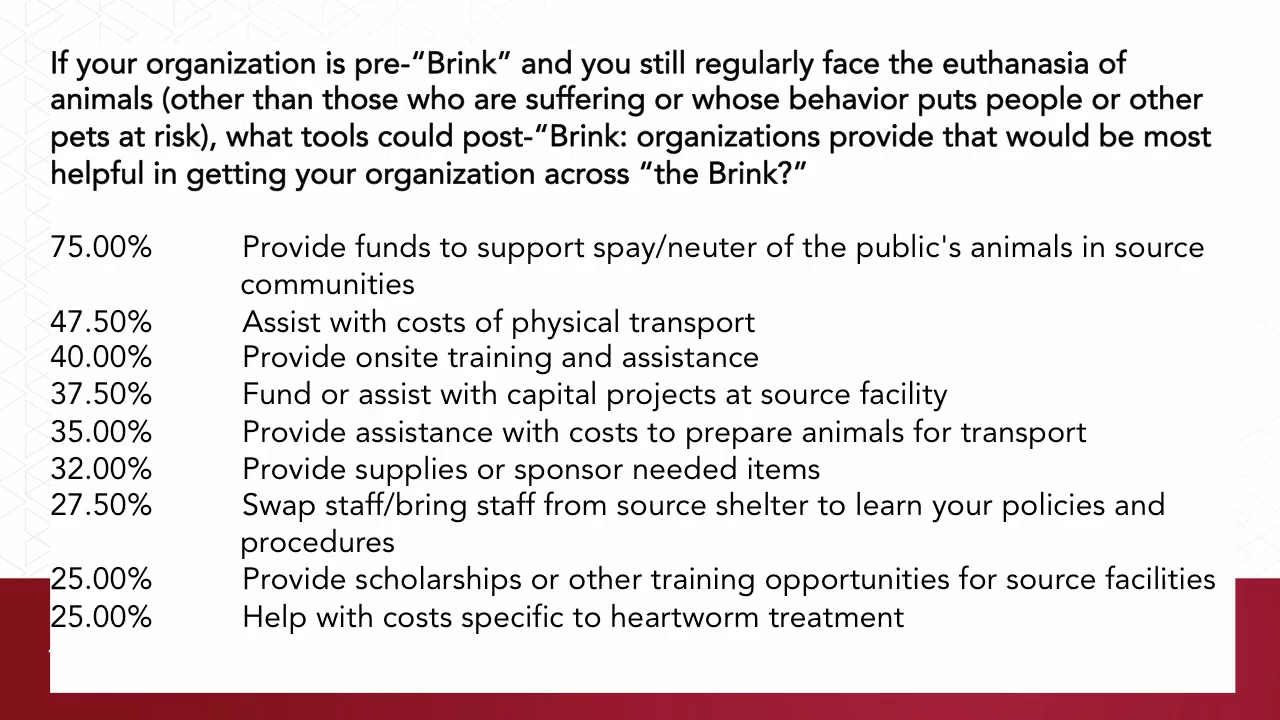 If your organization is pre-“Brink” and you still regularly face the euthanasia of
animals (other than those who are suffering or whose behavior puts people or other
pets at risk), what tools could post-“Brink: organizations provide that would be most
helpful in getting your organization across “the Brink?”
75.00% Provide funds to support spay/neuter of the public's animals in source
communities
47.50% Assist with costs of physical transport
40.00% Provide onsite training and assistance
37.50% Fund or assist with capital projects at source facility
35.00% Provide assistance with costs to prepare animals for transport
32.00% Provide supplies or sponsor needed items
27.50% Swap staff/bring staff from source shelter to learn your policies and
procedures
25.00% Provide scholarships or other training opportunities for source facilities
25.00% Help with costs specific to heartworm treatment